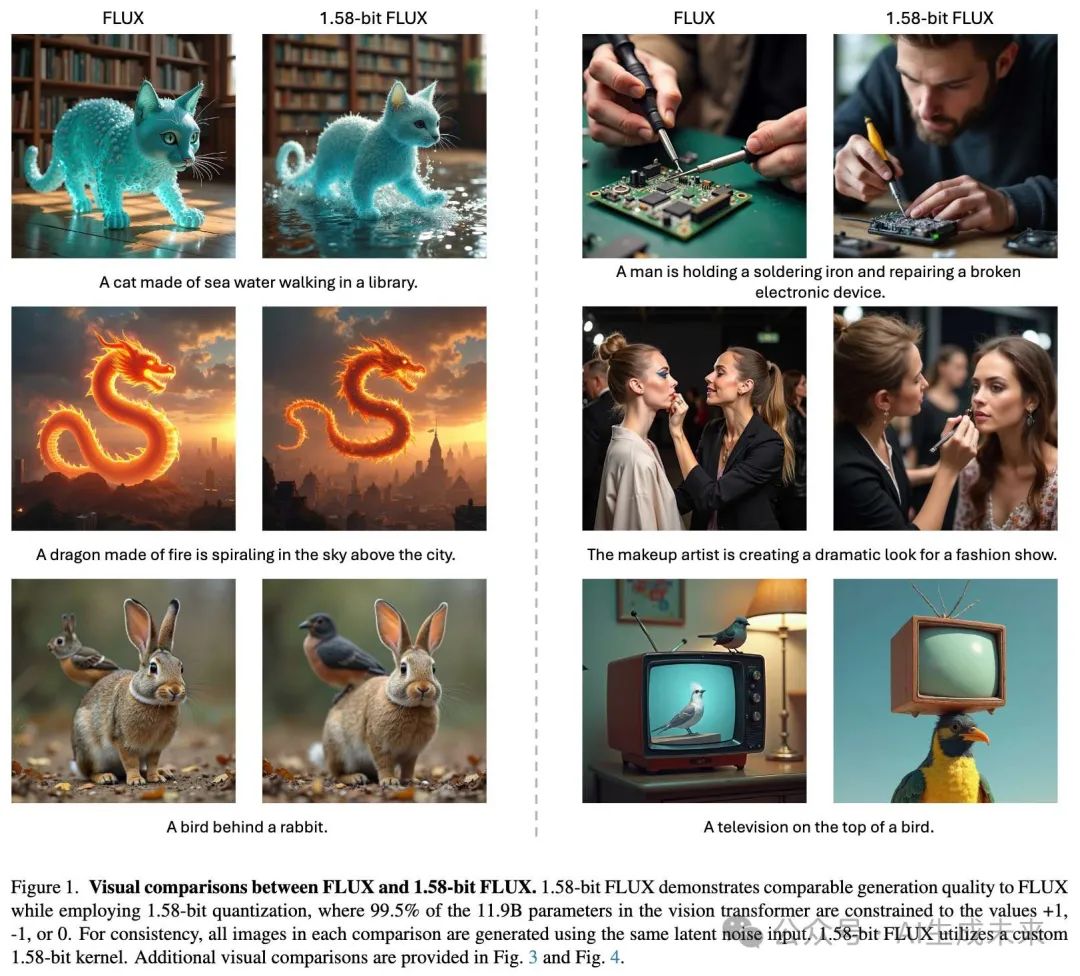 FLUX
1.58-bit FLUX
FLUX
1.58-bit FLUX
A cat made of sea water walking in a library.
A man is holding a soldering iron and repairing a broken
electronic device.
A dragon made of fire is spiraling in the sky above the city.
The makeup artist is creating a dramatic look for a fashion show.
A bird behind a rabbit.
A television on the top of a bird.
Figure 1. Visual comparisons between FLUX and 1.58-bit FLUX. 1.58-bit FLUX demonstrates comparable generation quality to FLUX
while employing 1.58-bit quantization, where 99.5% of the 11.9B parameters in the vision transformer are constrained to the values +1,
-1, or 0. For consistency, all images in each comparison are generated using the same latent noise input. 1.58-bit FLUX utilizes a custom
1.58-bit kernel. Additional visual comparisons are provided in Fig. 3 and Fig. 4.
公众号 · AI生成未来